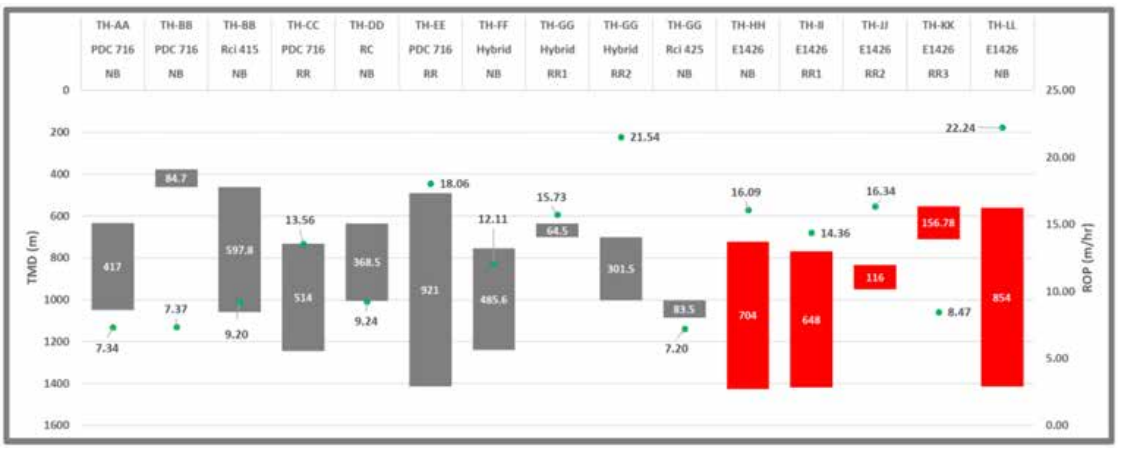 TH-AA TH-BB TH-BB TH-CC TH-DD TH-EE TH-FF TH-GG TH-GG TH-GG TH-HH TH-II TH-JJ TH-KK TH-LL
PDC 716 PDC 716 Rci 415 PDC 716 RC PDC 716 Hybrid Hybrid Hybrid Rci 425 E1426 E1426 E1426 E1426 E1426
NB NB NB RR NB RR NB RR1 RR2 NB NB RR1 RR2 RR3 NB
0 25.00
200 21.54 22.24
20.00
400 84.7 18.06
13.56 12.11 15.73 16.09 16.34
600 597.8 64.5 14.36 156.78 15.00
TMD (m) ROP (m/hr)
800 417 368.5 301.5 116
1000 514 921 485.6 83.5 704 648 854 10.00
7.37 9.24 8.47
7.34 9.20 7.20
1200
5.00
1400
1600 0.00